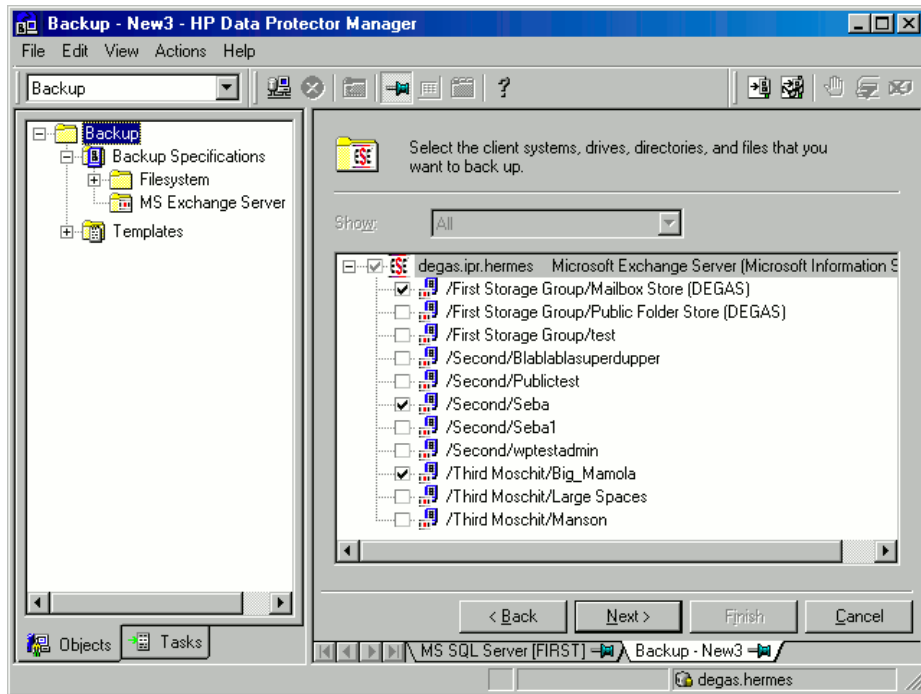 Backup - New3 - HP Data Protector Manager
File Edit View Actions Help
Backup
?
Backup
Backup Specifications
Filesystem
MS Exchange Server
Templates
Select the client systems, drives, directories, and files that you
want to back up.
Show:
All
degas.ipr.hermes Microsoft Exchange Server (Microsoft Information S
/First Storage Group/Mailbox Store (DEGAS)
/First Storage Group/Public Folder Store (DEGAS)
/First Storage Group/test
/Second/Blablablasuperdupper
/Second/Publictest
/Second/Seba
/Second/Seba1
/Second/wptestadmin
/Third Moschit/Big_Mamola
/Third Moschit/Large Spaces
/Third Moschit/Manson
< Back
Next >
Finish
Cancel
Objects
Tasks
MS SQL Server [FIRST]
Backup - New3
degas.hermes